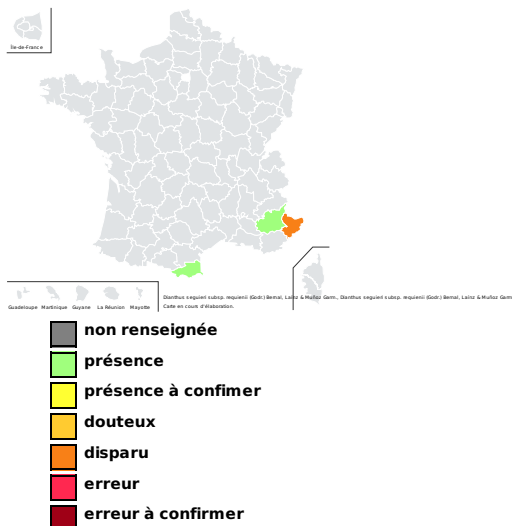 Île-de-France
Guadeloupe Martinique Guyane La Réunion Mayotte
Dianthus seguieri subsp. requienii (Godr.) Bernal, Laínz & Muñoz Garm., Dianthus seguieri subsp. requienii (Godr.) Bernal, Laínz & Muñoz Garm
Carte en cours d'élaboration.
non renseignée
présence
présence à confimer
douteux
disparu
erreur
erreur à confirmer